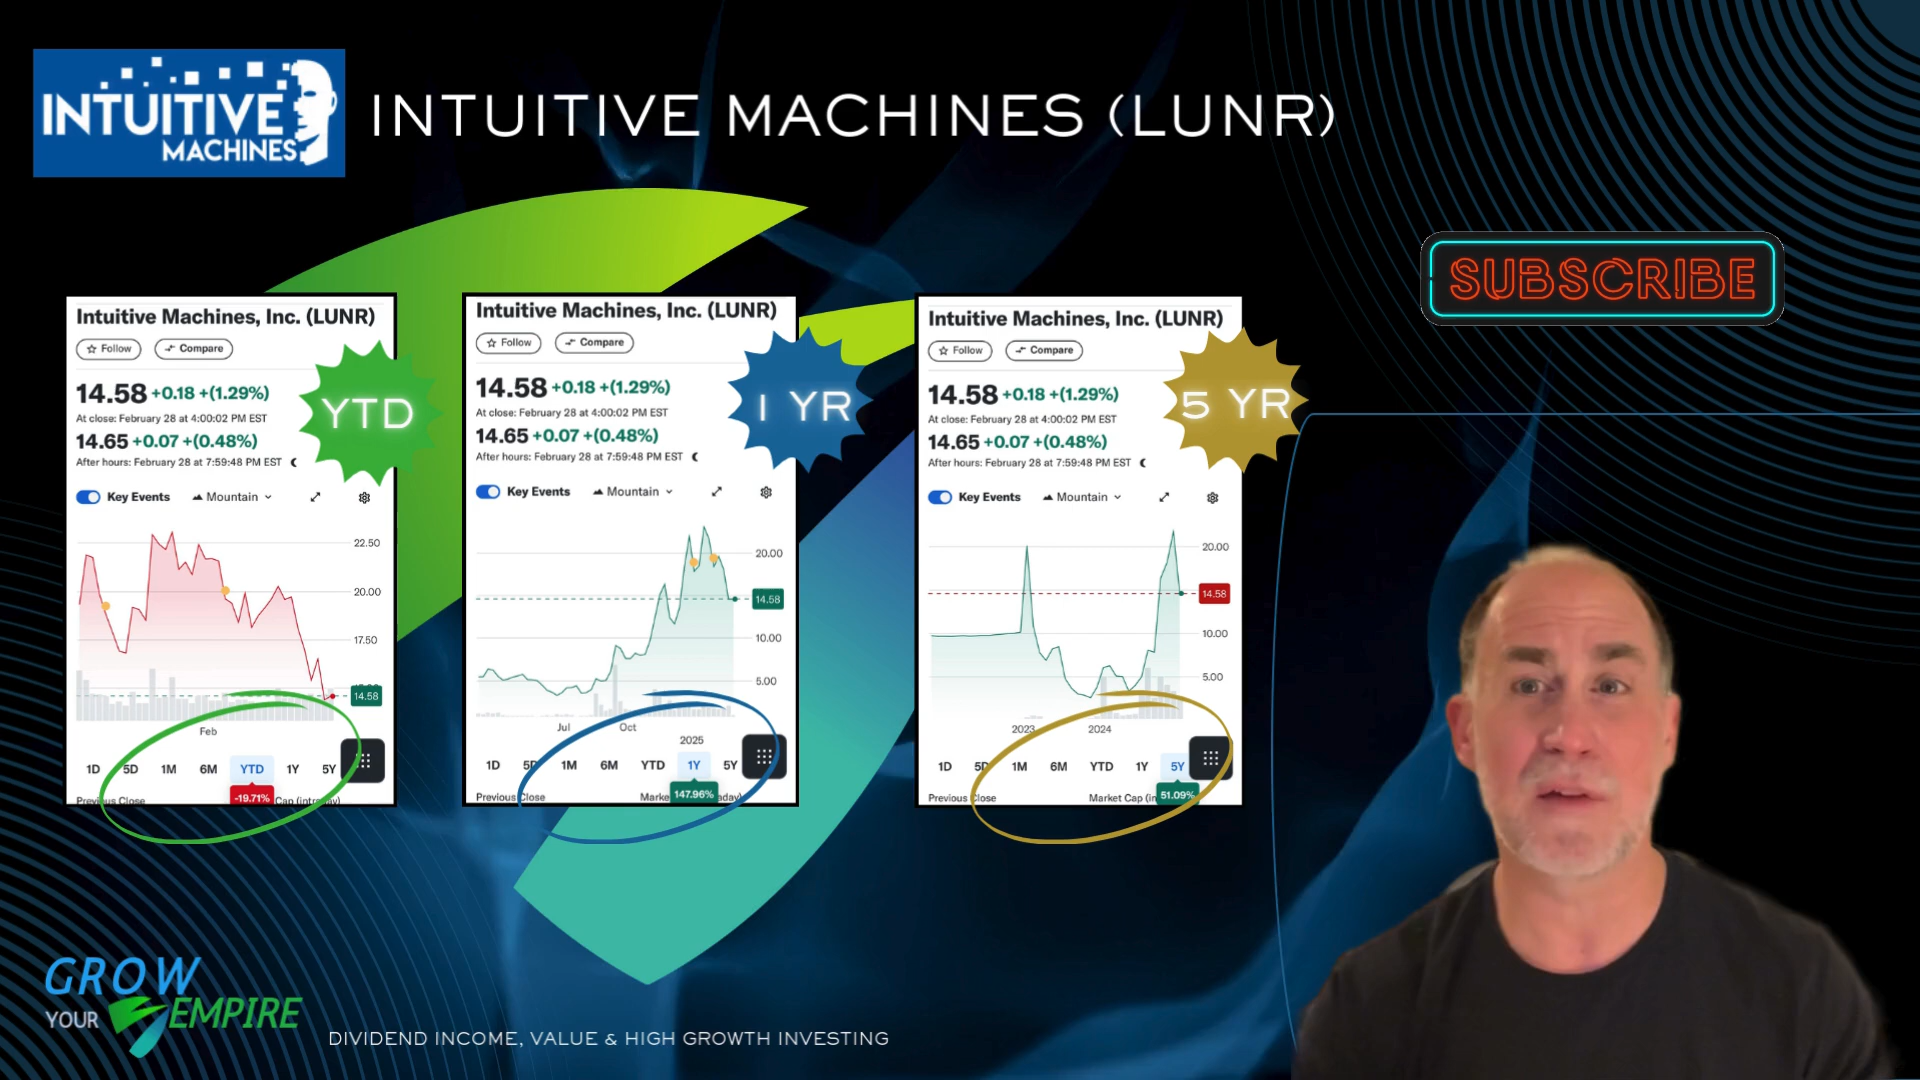 INTUITIVE
MACHINES
INTUITIVE MACHINES (LUNR)
SUBSCRIBE
Intuitive Machines, Inc. (LUNR)
Follow
Compare
14.58 +0.18 +(1.29%)
At close: February 28 at 4:00:02 PM EST
14.65 +0.07 +(0.48%)
After hours: February 28 at 7:59:48 PM EST
YTD
Key Events
Mountain
22.50
20.00
17.50
14.58
Feb
1D 5D 1M 6M YTD 1Y 5Y
-19.71%
Previous Close
Cap (intraday)
Intuitive Machines, Inc. (LUNR)
Follow
Compare
14.58 +0.18 +(1.29%)
At close: February 28 at 4:00:02 PM EST
14.65 +0.07 +(0.48%)
After hours: February 28 at 7:59:48 PM EST
1 YR
Key Events
Mountain
20.00
14.58
10.00
5.00
Jul Oct
2025
1D 5D 1M 6M YTD 1Y 5Y
147.96%
Previous Close
Intuitive Machines, Inc. (LUNR)
Follow
Compare
14.58 +0.18 +(1.29%)
At close: February 28 at 4:00:02 PM EST
14.65 +0.07 +(0.48%)
After hours: February 28 at 7:59:48 PM EST
5 YR
Key Events
Mountain
20.00
14.58
10.00
5.00
2023 2024
1D 5D 1M 6M YTD 1Y 5Y
51.09%
Previous Close
Market Cap
GROW
YOUR EMPIRE
DIVIDEND INCOME, VALUE & HIGH GROWTH INVESTING